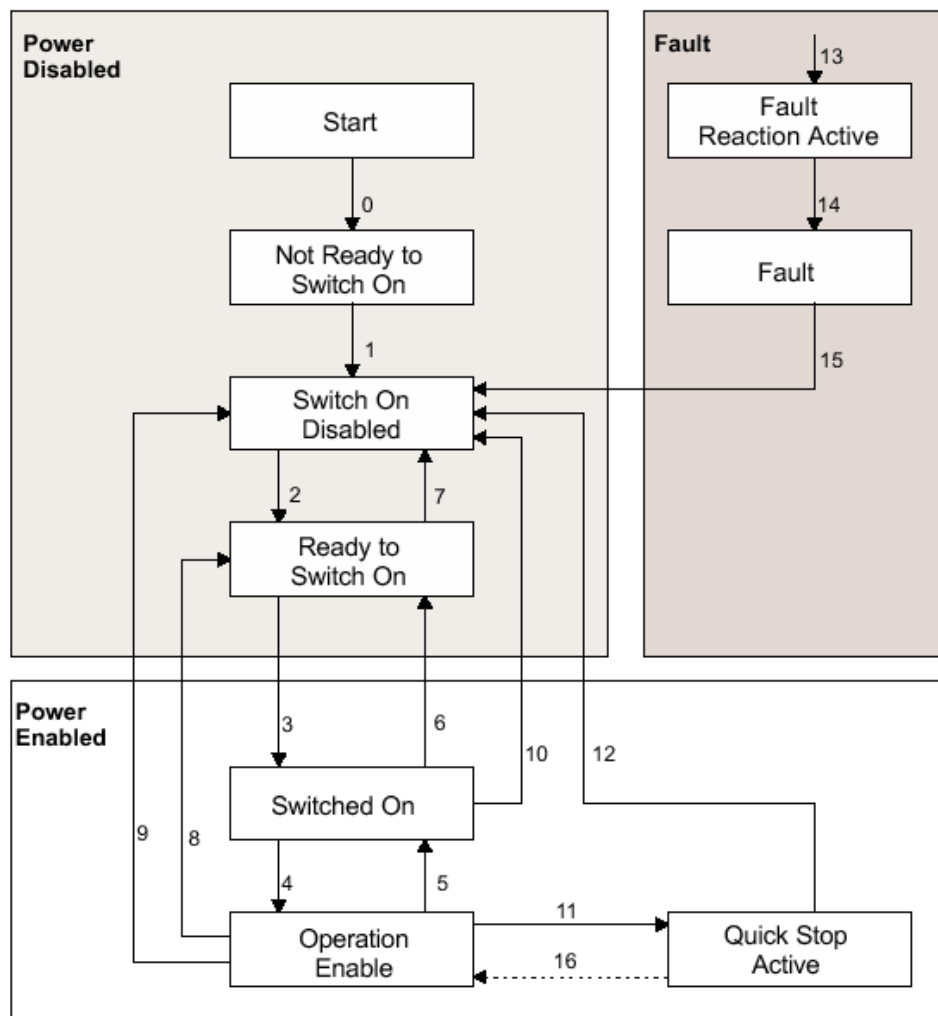 Power
Disabled
Start
0
Not Ready to
Switch On
1
Switch On
Disabled
2
7
Ready to
Switch On
Fault
13
Fault
Reaction Active
14
Fault
15
Power
Enabled
3
6
10
12
Switched On
9
8
4
5
Operation
Enable
11
16
Quick Stop
Active